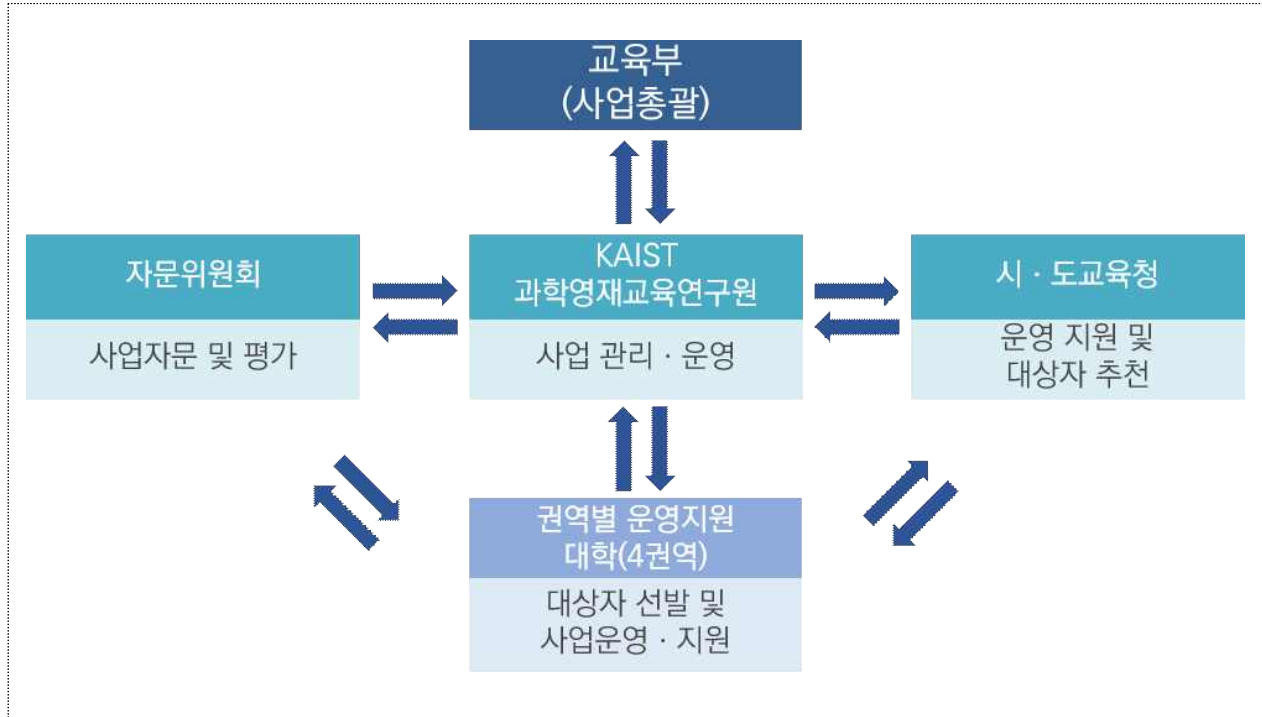 교육부
(사업총괄)
자문위원회
사업자문 및 평가
KAIST
과학영재교육연구원
사업 관리 · 운영
시 · 도교육청
운영 지원 및
대상자 추천
권역별 운영지원
대학(4권역)
대상자 선발 및
사업운영 · 지원